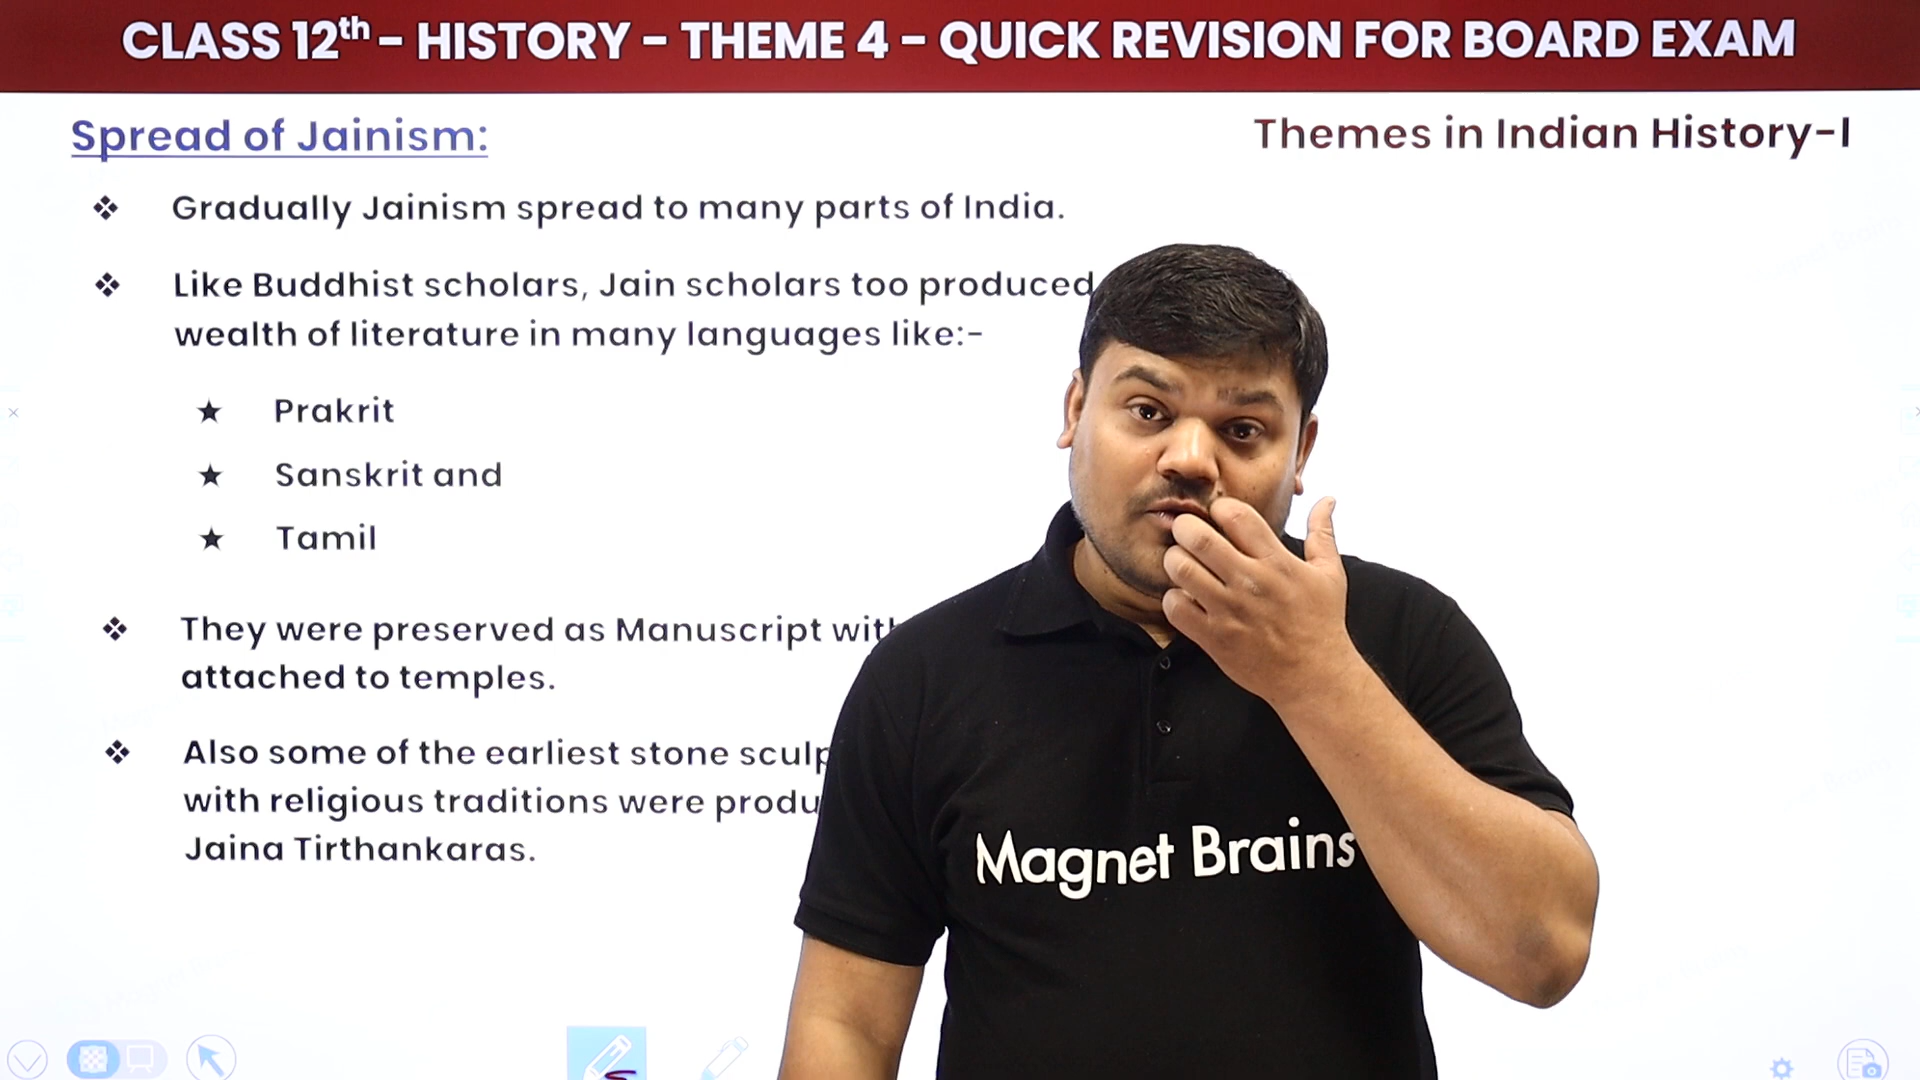 CLASS 12th - HISTORY - THEME 4 - QUICK REVISION FOR BOARD EXAM
Spread of Jainism:
Themes in Indian History-I
Gradually Jainism spread to many parts of India.
Like Buddhist scholars, Jain scholars too produced
wealth of literature in many languages like:-
Prakrit
Sanskrit and
Tamil
They were preserved as Manuscript
attached to temples.
Also some of the earliest stone
with religious traditions were
Jaina Tirthankaras.
Magnet Brains